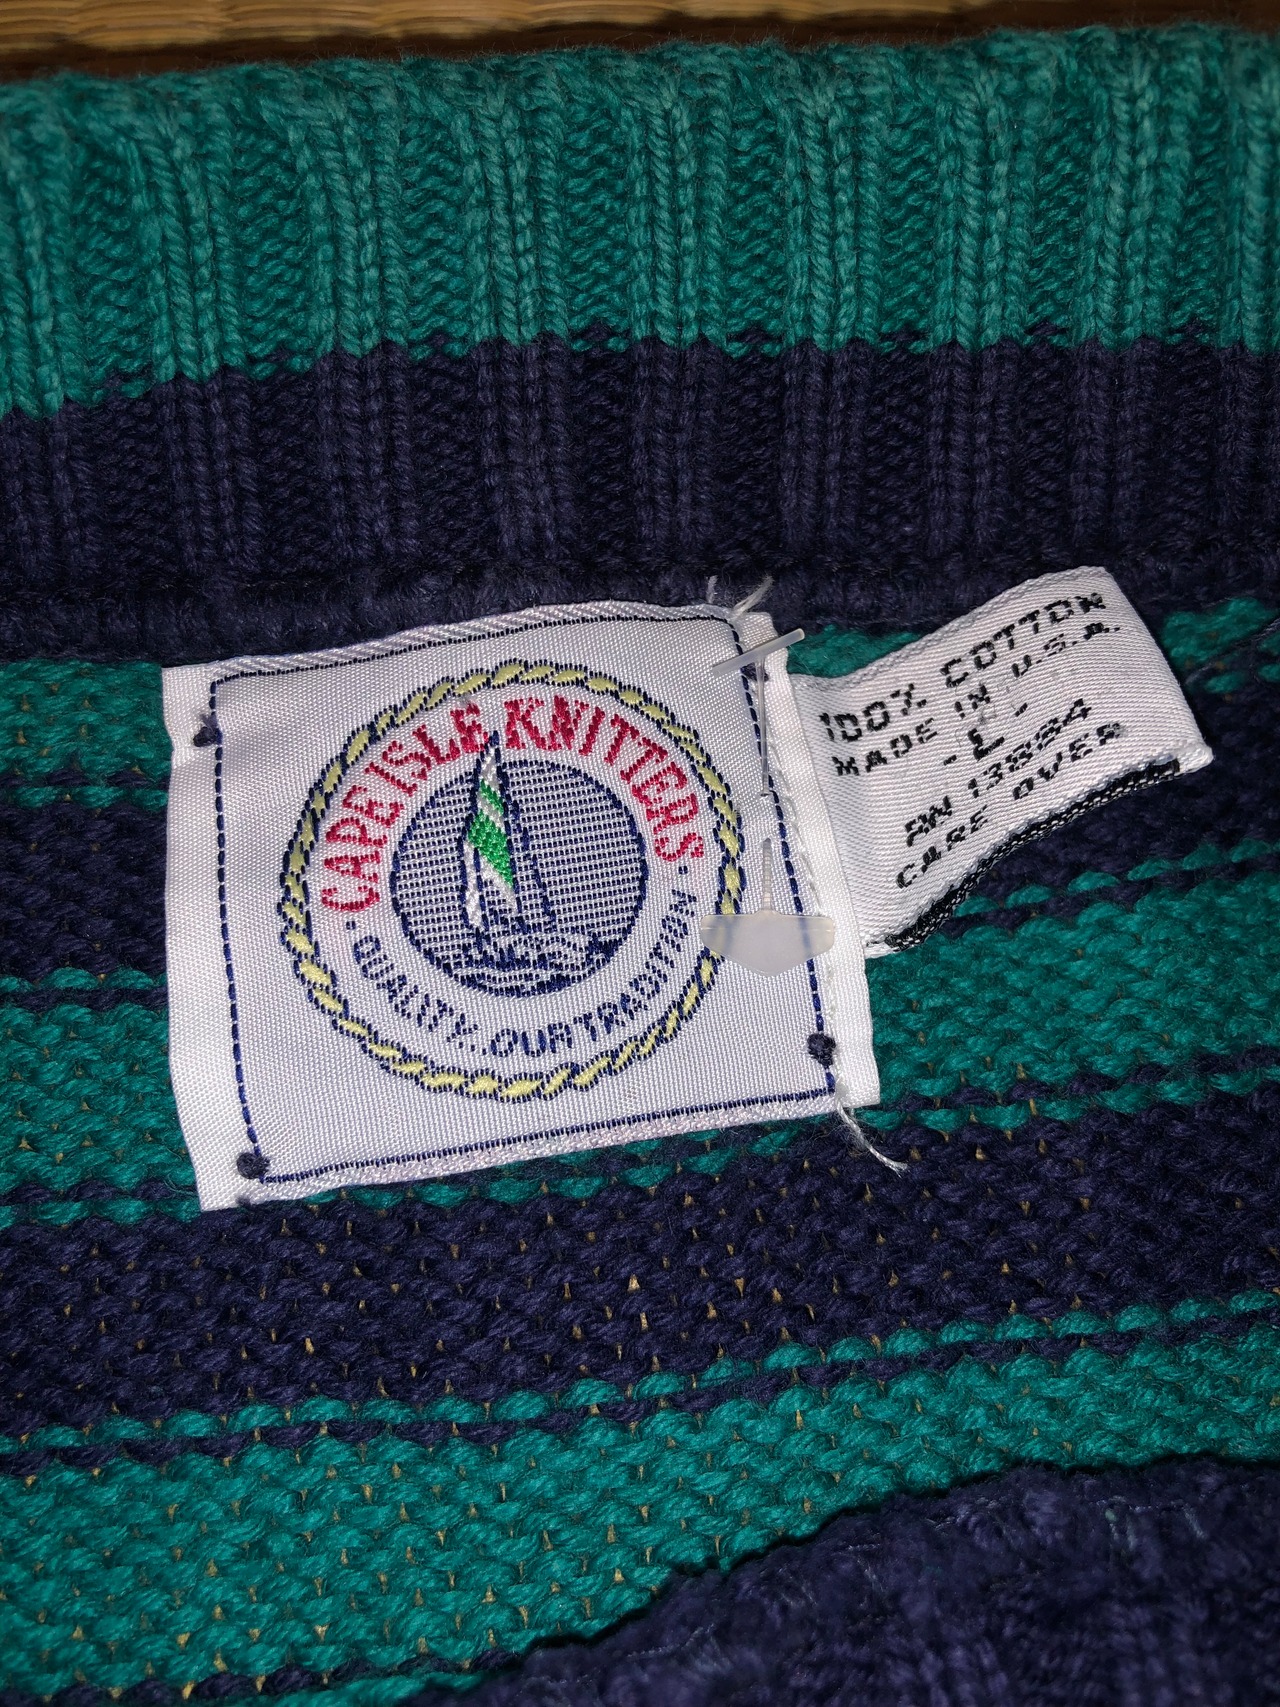 CAPE ISLE KNITTERS
• QUALITY...OUR TRADITION •
100% COTTON
MADE IN U.S.A.
- L -
RN 13884
CARE OVER